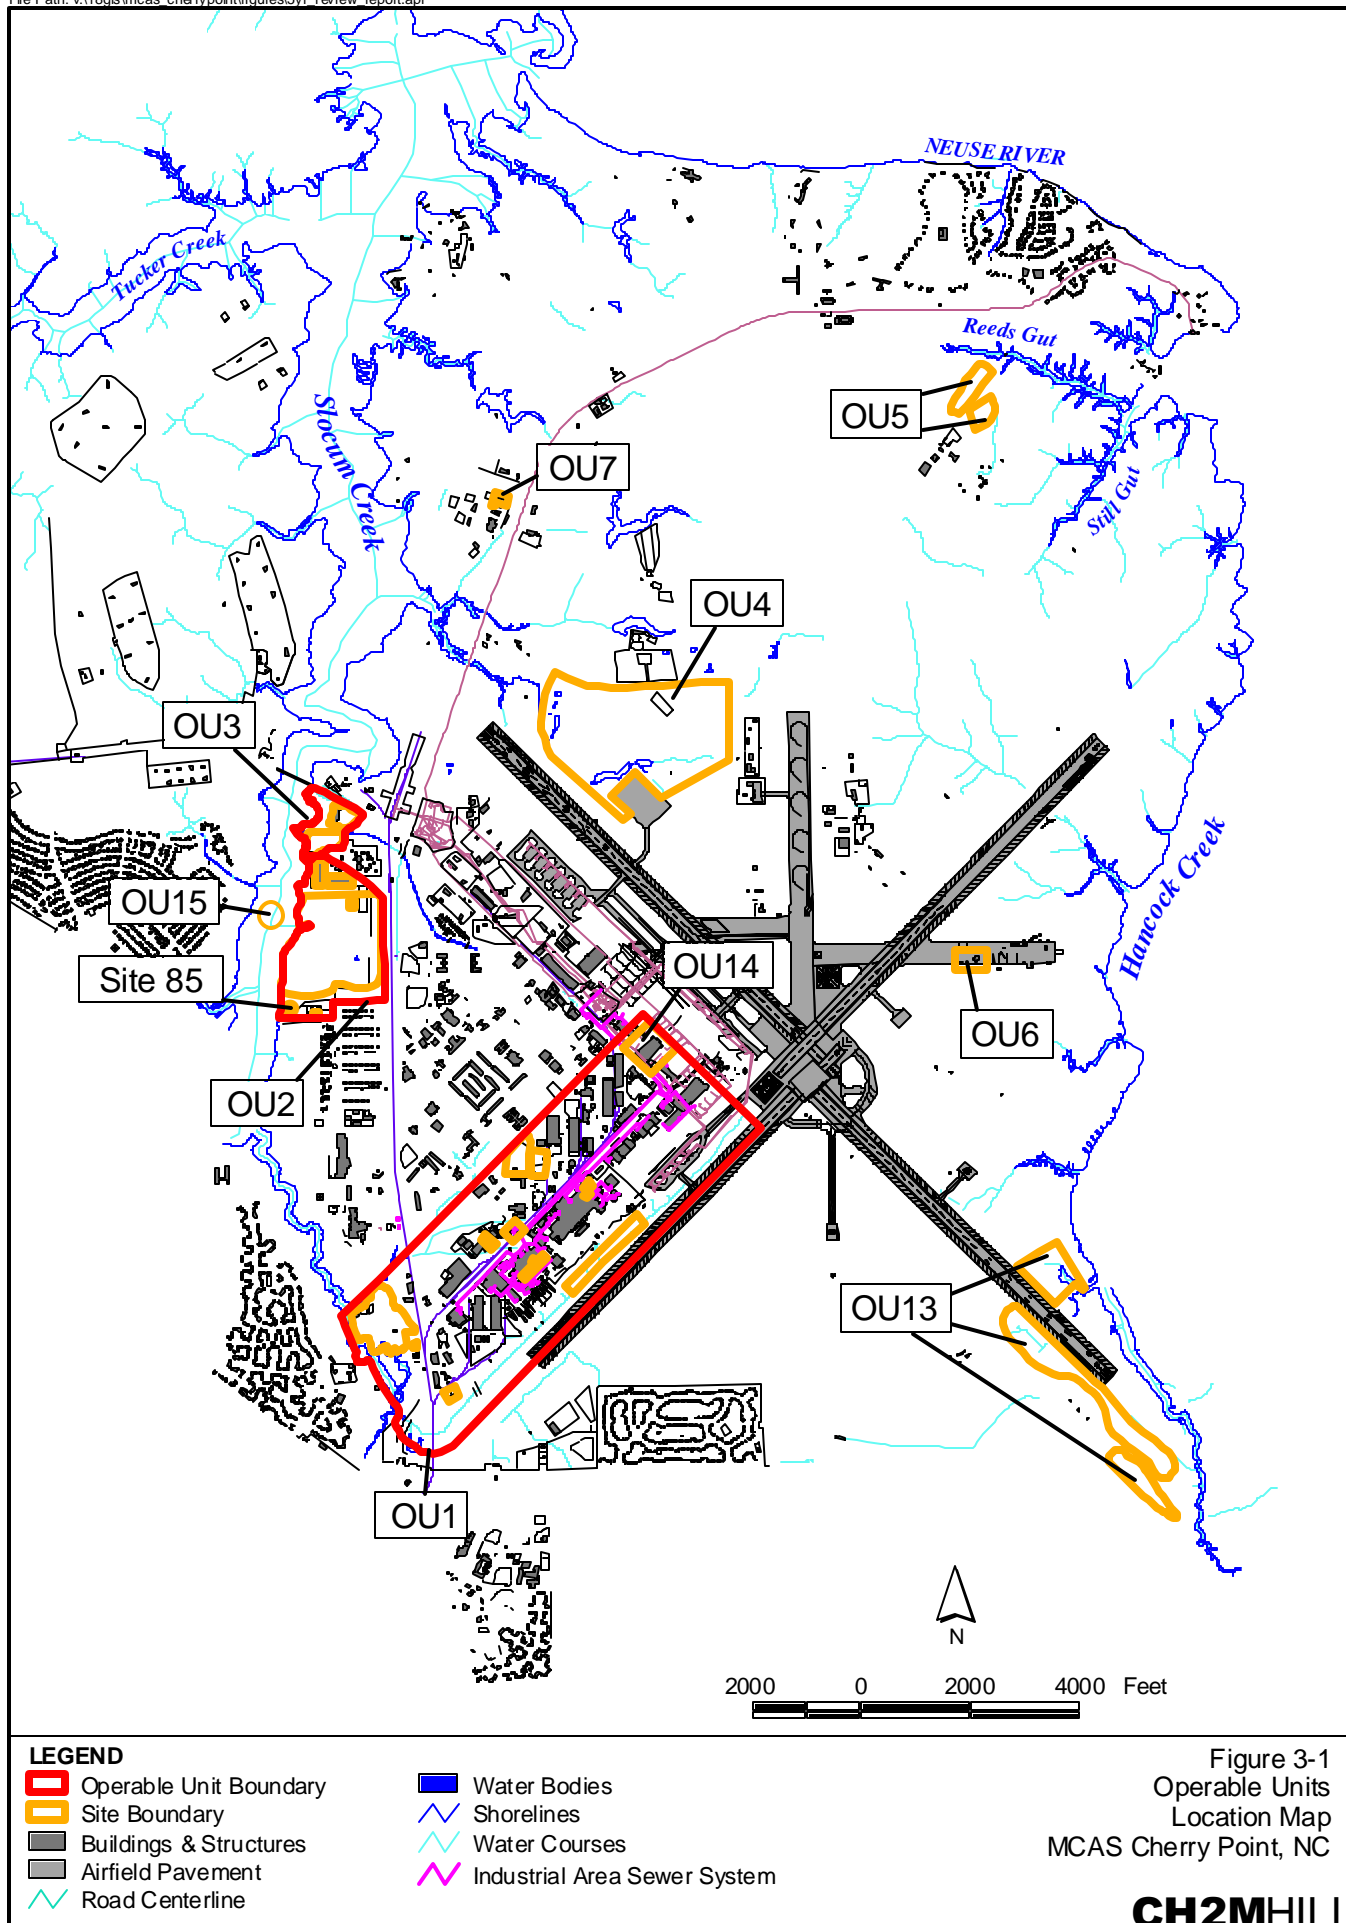 NEUSE RIVER
Tucker Creek
Reeds Gut
OU5
Slocum Creek
OU7
Still Gut
OU4
OU3
Hancock Creek
OU15
OU14
Site 85
OU6
OU2
OU13
OU1
N
2000 0 2000 4000 Feet
LEGEND
Operable Unit Boundary
Site Boundary
Buildings & Structures
Airfield Pavement
Road Centerline
Water Bodies
Shorelines
Water Courses
Industrial Area Sewer System
Figure 3-1
Operable Units
Location Map
MCAS Cherry Point, NC
CH2MHILL